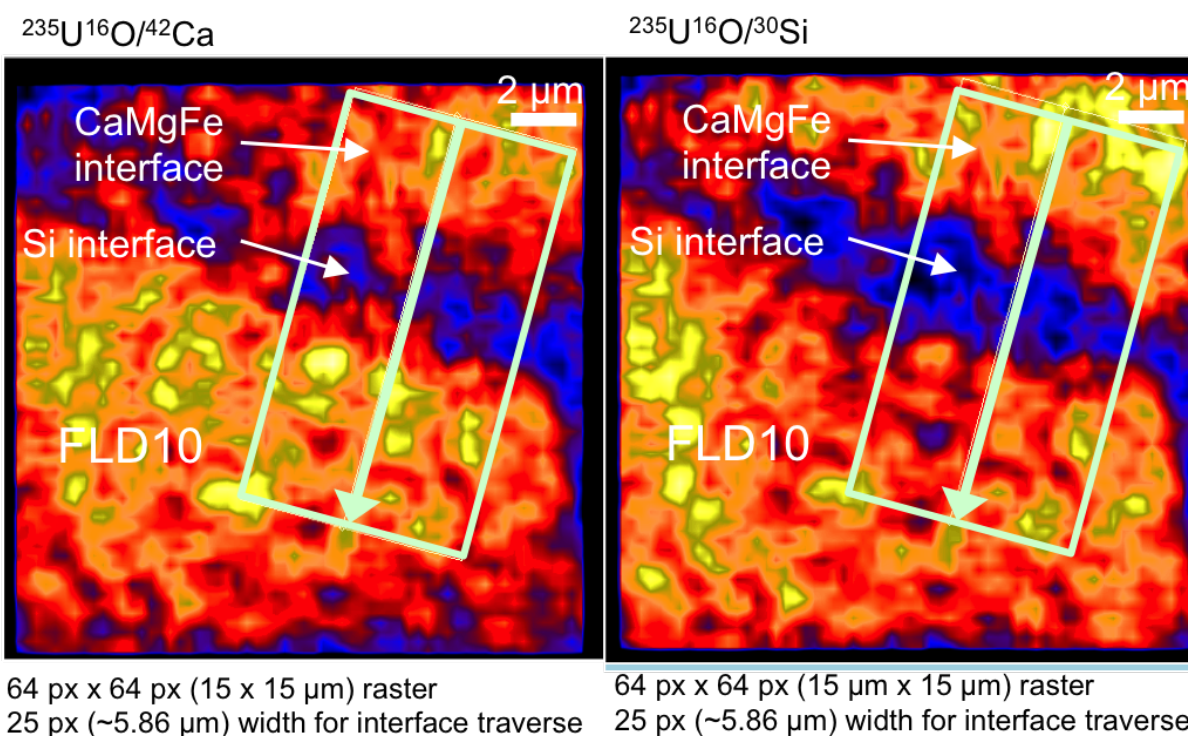 ²³⁵U¹⁶O/⁴²Ca
2 µm
CaMgFe
interface
Si interface
FLD10
64 px x 64 px (15 x 15 µm) raster
25 px (~5.86 µm) width for interface traverse
²³⁵U¹⁶O/³⁰Si
2 µm
CaMgFe
interface
Si interface
FLD10
64 px x 64 px (15 µm x 15 µm) raster
25 px (~5.86 µm) width for interface traverse